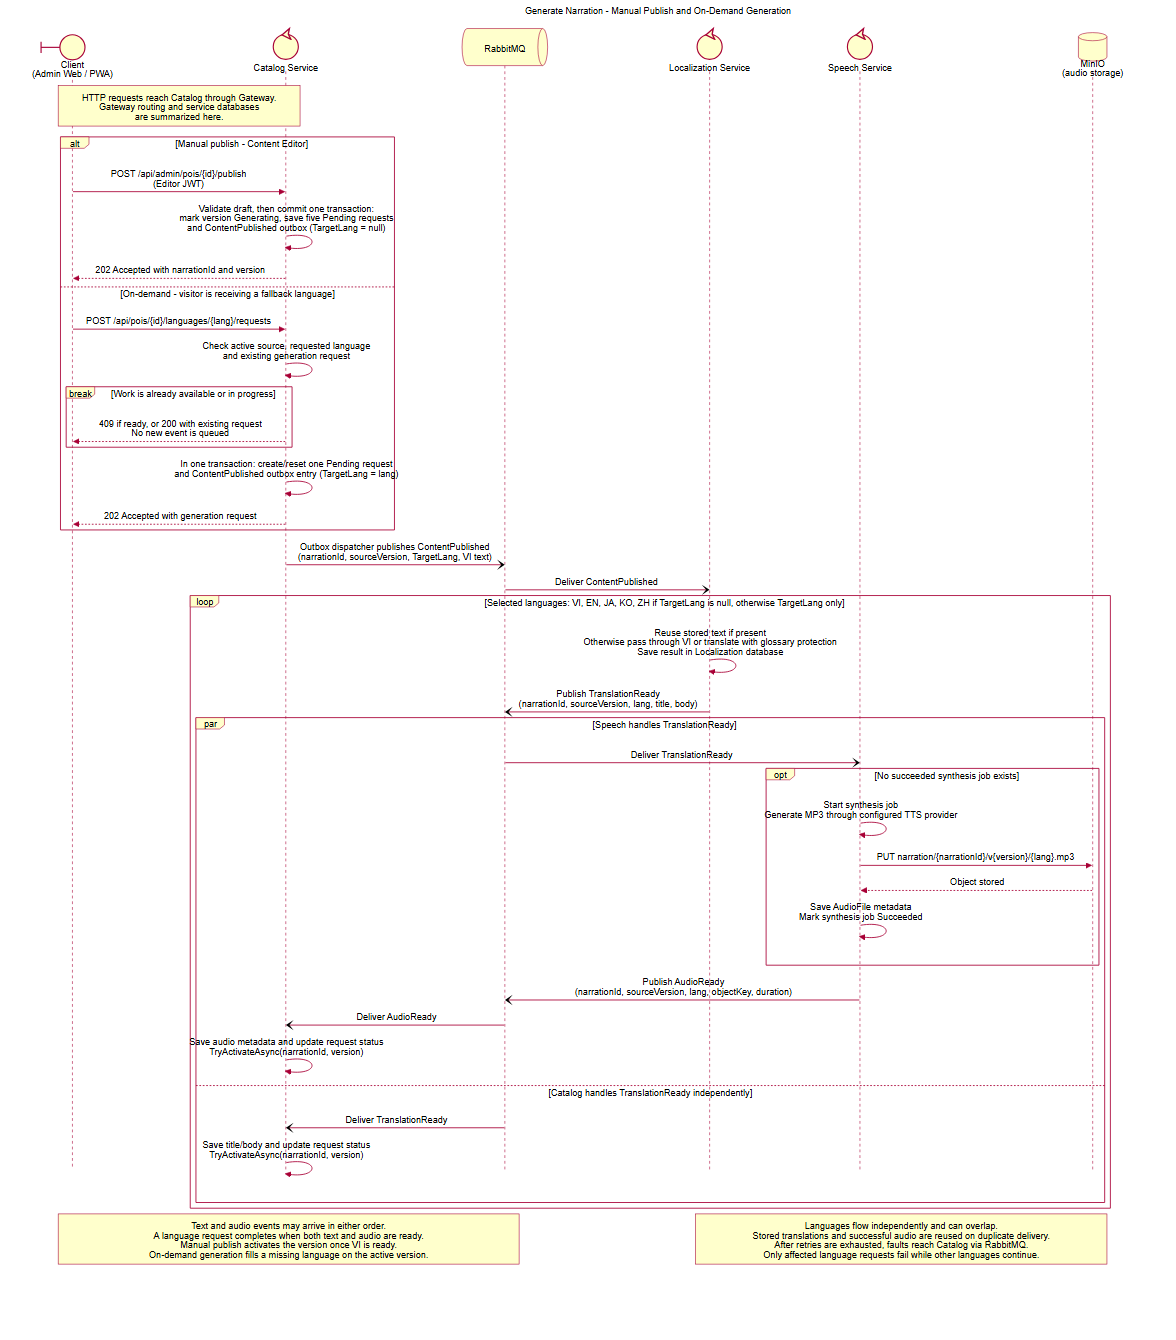 Generate Narration - Manual Publish and On-Demand Generation
Client
(Admin Web / PWA)
Catalog Service
RabbitMQ
Localization Service
Speech Service
MinIO
(audio storage)
HTTP requests reach Catalog through Gateway.
Gateway routing and service databases
are summarized here.
alt
[Manual publish - Content Editor]
POST /api/admin/pois/{id}/publish
(Editor JWT)
Validate draft, then commit one transaction:
mark version Generating, save five Pending requests
and ContentPublished outbox (TargetLang = null)
202 Accepted with narrationId and version
[On-demand - visitor is receiving a fallback language]
POST /api/pois/{id}/languages/{lang}/requests
Check active source, requested language
and existing generation request
break
[Work is already available or in progress]
409 if ready, or 200 with existing request
No new event is queued
In one transaction: create/reset one Pending request
and ContentPublished outbox entry (TargetLang = lang)
202 Accepted with generation request
Outbox dispatcher publishes ContentPublished
(narrationId, sourceVersion, TargetLang, VI text)
Deliver ContentPublished
loop
[Selected languages: VI, EN, JA, KO, ZH if TargetLang is null, otherwise TargetLang only]
Reuse stored text if present
Otherwise pass through VI or translate with glossary protection
Save result in Localization database
Publish TranslationReady
(narrationId, sourceVersion, lang, title, body)
par
[Speech handles TranslationReady]
Deliver TranslationReady
opt
[No succeeded synthesis job exists]
Start synthesis job
Generate MP3 through configured TTS provider
PUT narration/{narrationId}/v{version}/{lang}.mp3
Object stored
Save AudioFile metadata
Mark synthesis job Succeeded
Publish AudioReady
(narrationId, sourceVersion, lang, objectKey, duration)
Deliver AudioReady
Save audio metadata and update request status
TryActivateAsync(narrationId, version)
[Catalog handles TranslationReady independently]
Deliver TranslationReady
Save title/body and update request status
TryActivateAsync(narrationId, version)
Text and audio events may arrive in either order.
A language request completes when both text and audio are ready.
Manual publish activates the version once VI is ready.
On-demand generation fills a missing language on the active version.
Languages flow independently and can overlap.
Stored translations and successful audio are reused on duplicate delivery.
After retries are exhausted, faults reach Catalog via RabbitMQ.
Only affected language requests fail while other languages continue.